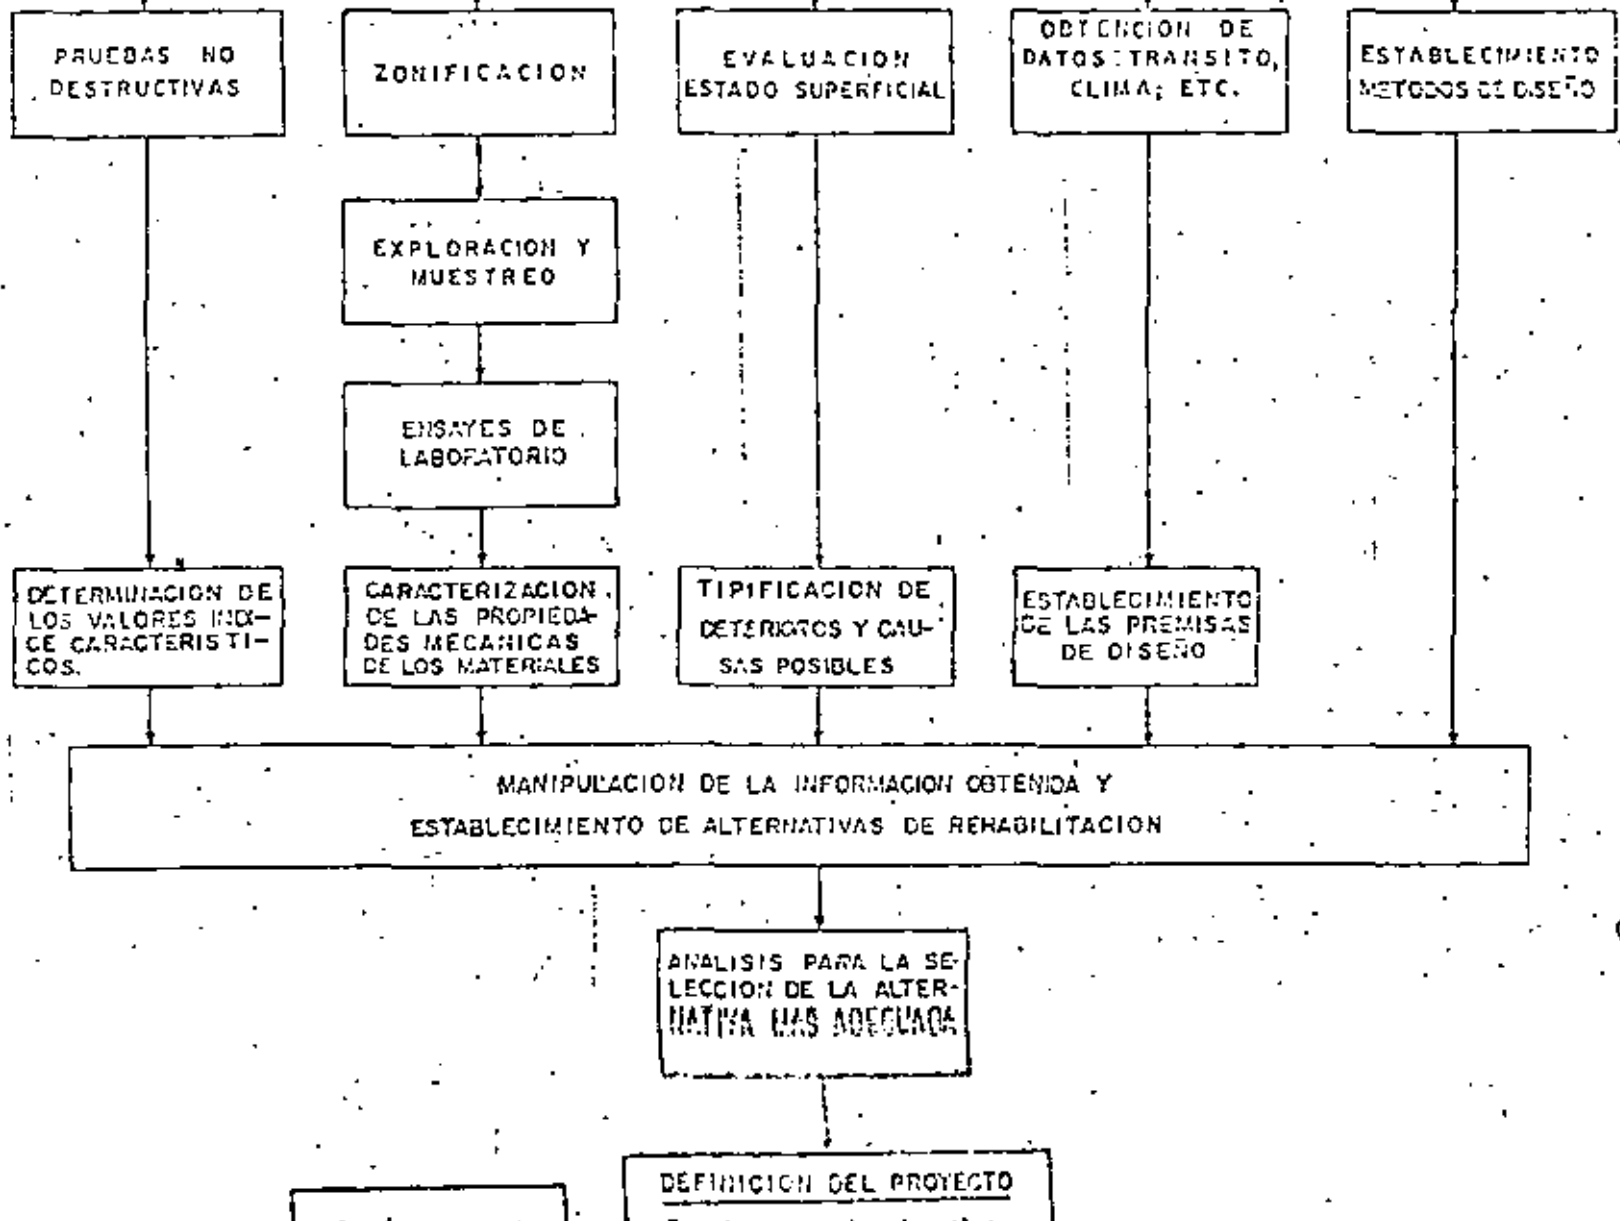 PRUEBAS NO
DESTRUCTIVAS
ZONIFICACION
EVALUACION
ESTADO SUPERFICIAL
OBTENCION DE
DATOS: TRANSITO,
CLIMA; ETC.
ESTABLECIMIENTO
METODOS DE DISEÑO
EXPLORACION Y
MUESTREO
ENSAYES DE
LABORATORIO
DETERMINACION DE
LOS VALORES INDI-
CE CARACTERISTI-
COS.
CARACTERIZACION
DE LAS PROPIEDA-
DES MECANICAS
DE LOS MATERIALES
TIPIFICACION DE
DETERIOROS Y CAU-
SAS POSIBLES
ESTABLECIMIENTO
DE LAS PREMISAS
DE DISEÑO
MANIPULACION DE LA INFORMACION OBTENIDA Y
ESTABLECIMIENTO DE ALTERNATIVAS DE REHABILITACION
ANALISIS PARA LA SE-
LECCION DE LA ALTER-
NATIVA MAS ADECUADA
DEFINICION DEL PROYECTO